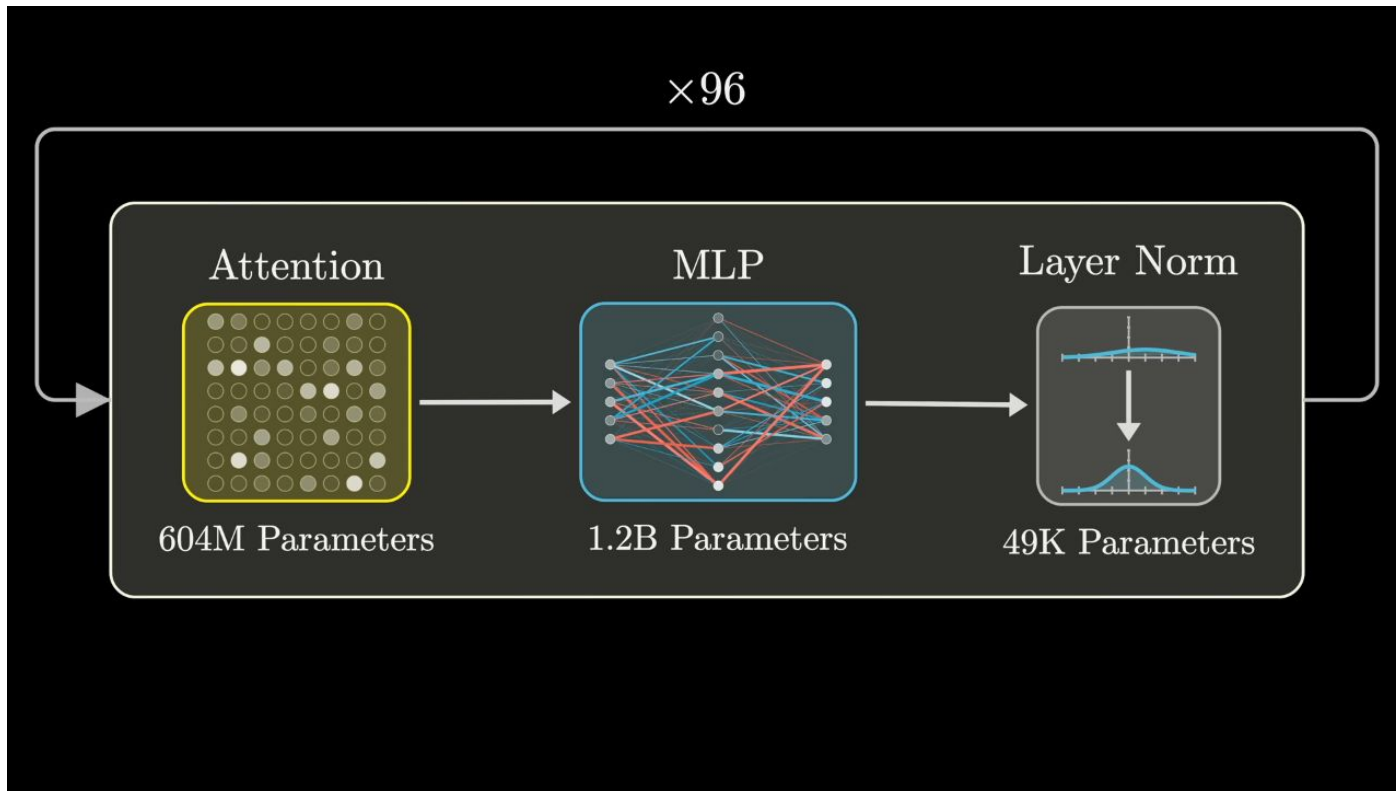 ×96
Attention
MLP
Layer Norm
604M Parameters
1.2B Parameters
49K Parameters